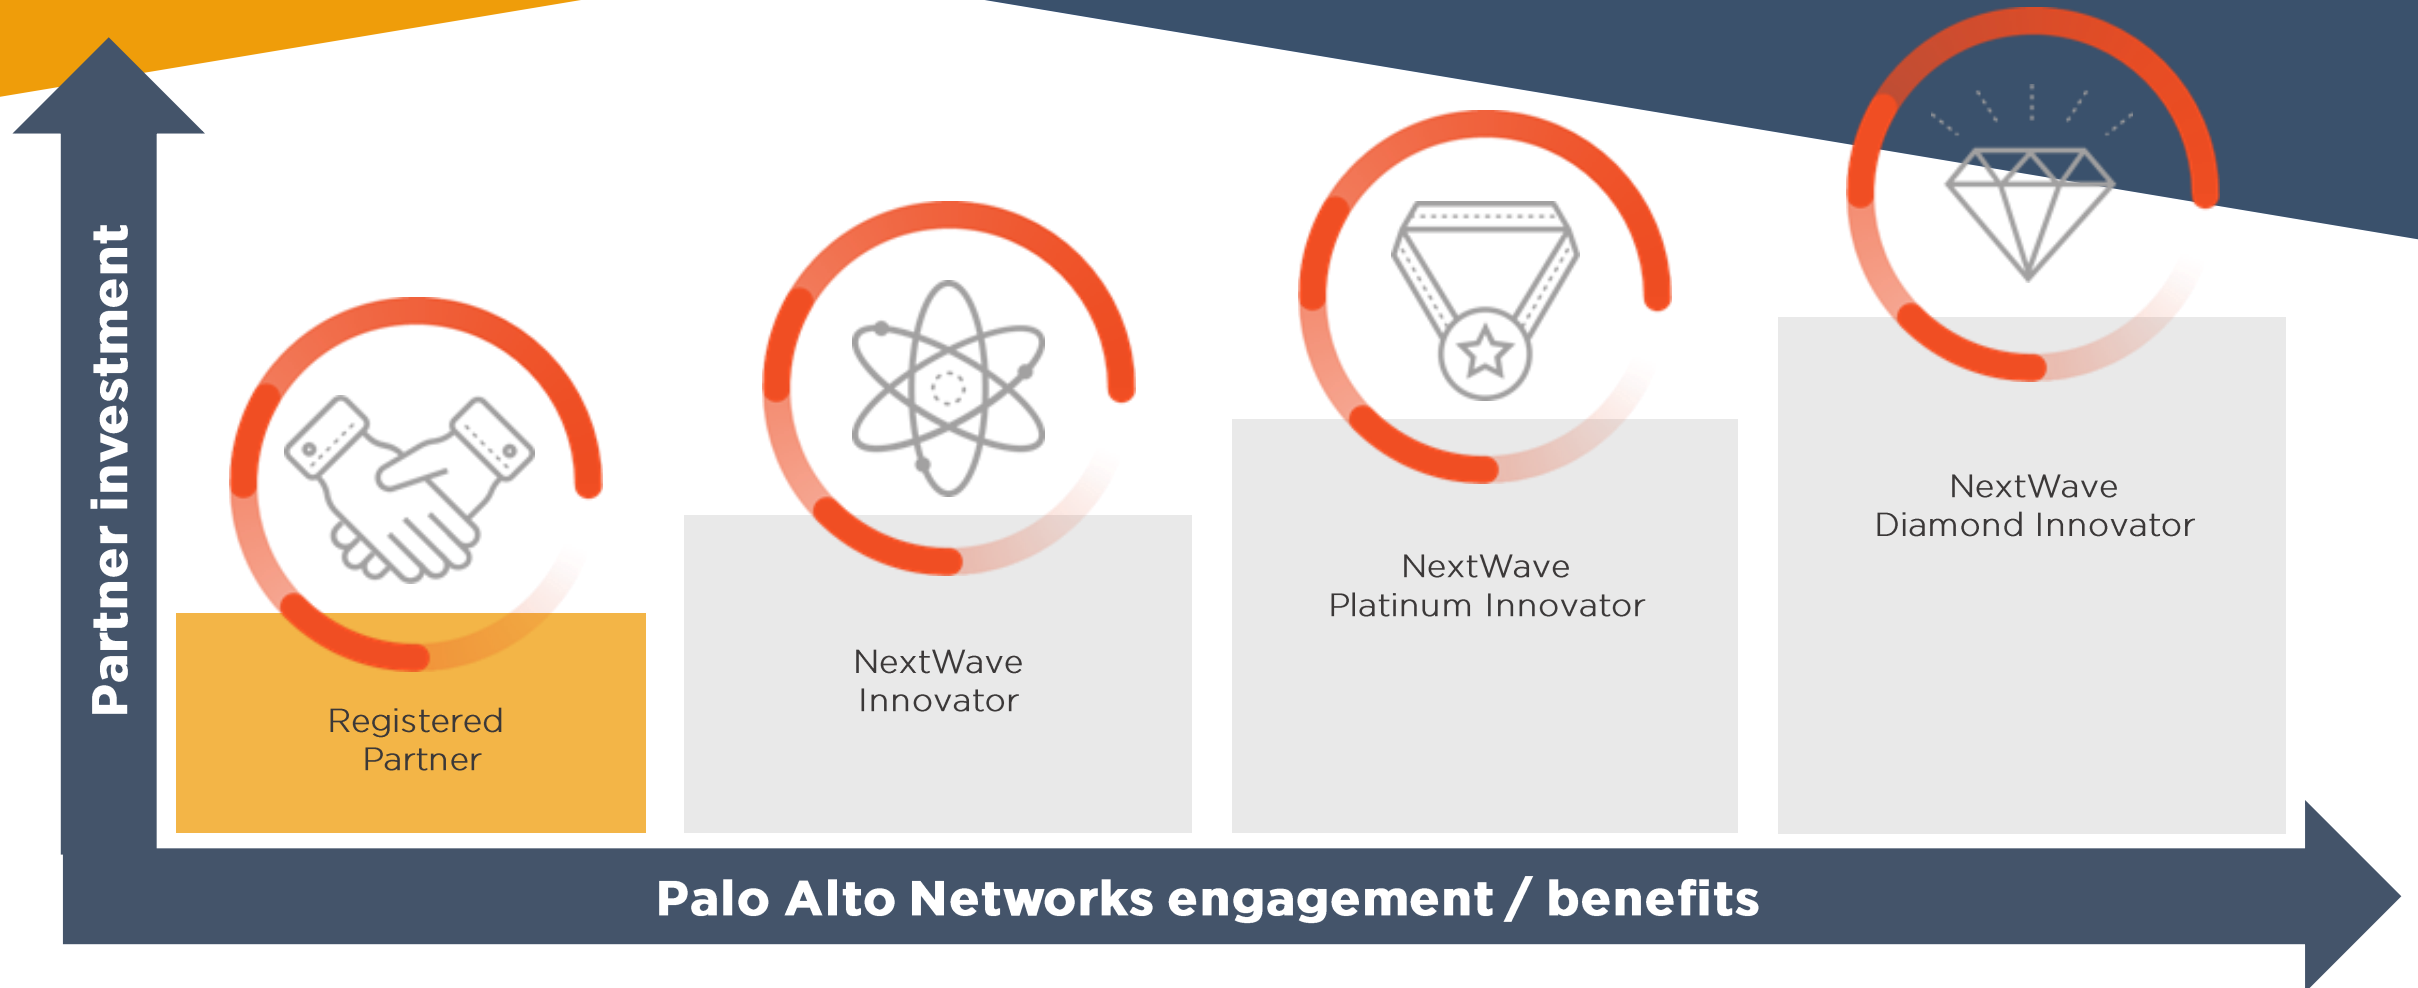 Partner investment
Registered
Partner
NextWave
Innovator
NextWave
Platinum Innovator
NextWave
Diamond Innovator
Palo Alto Networks engagement / benefits